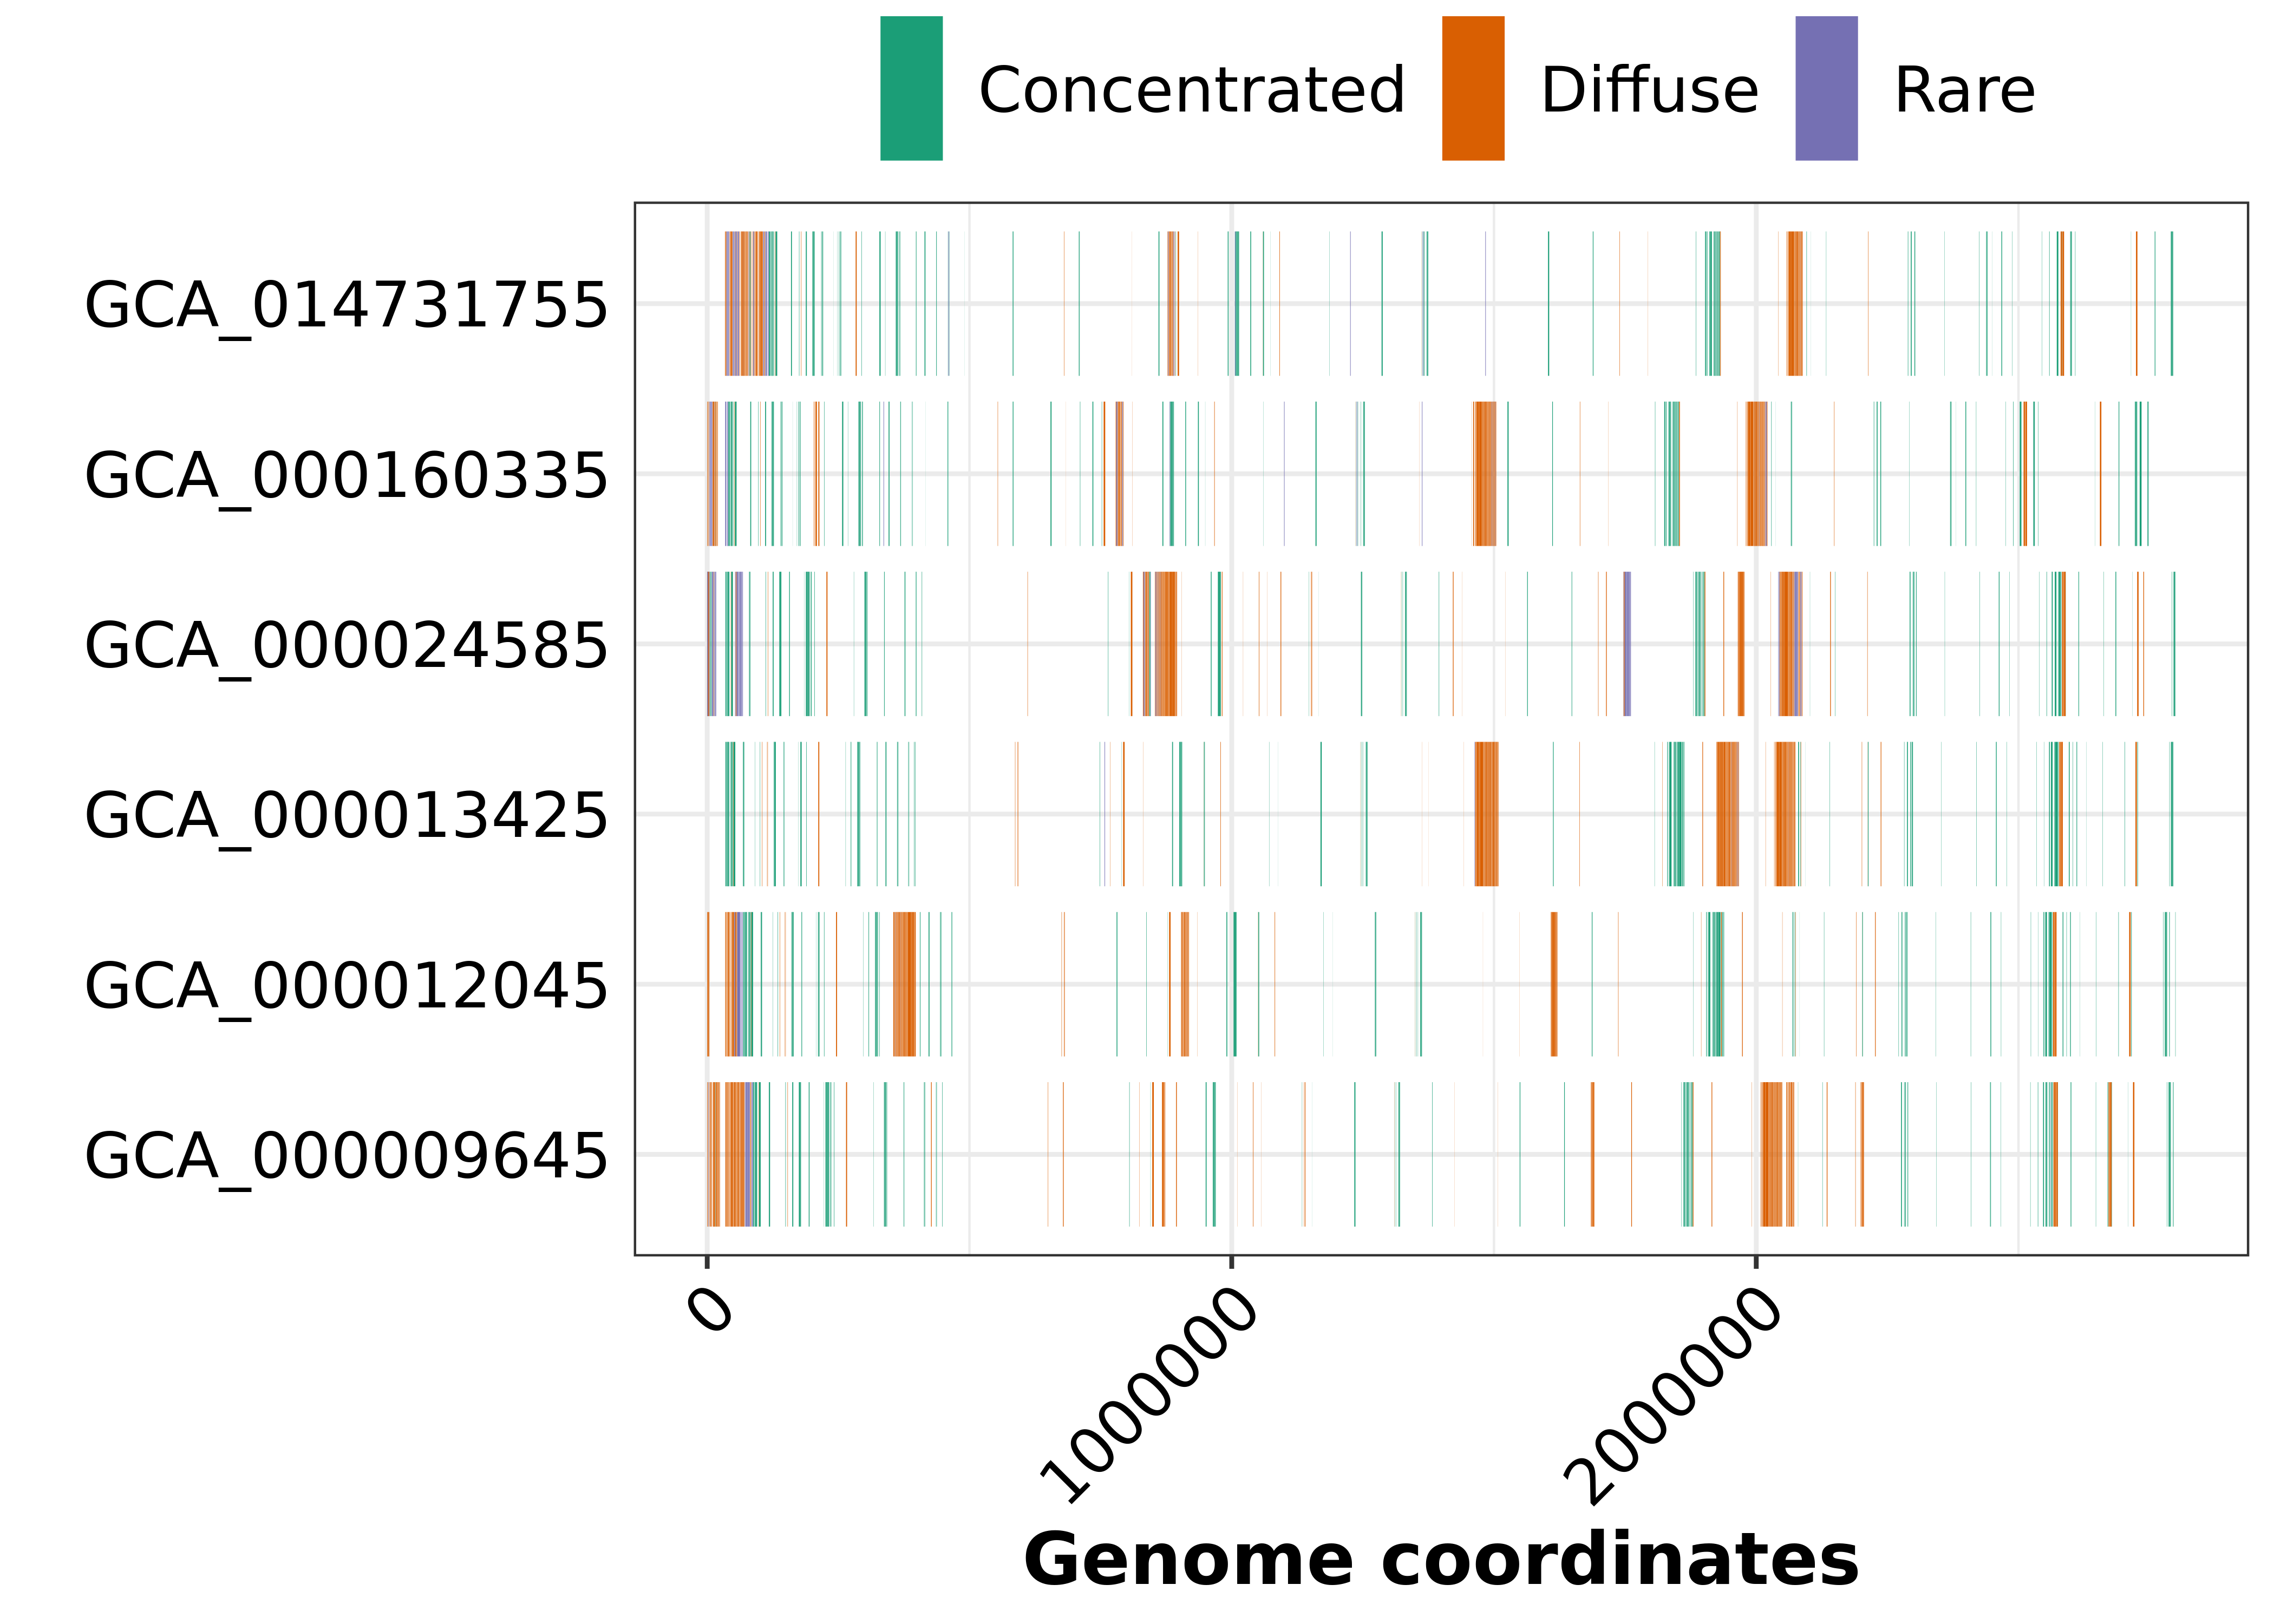 Concentrated Diffuse Rare
GCA_014731755
GCA_000160335
GCA_000024585
GCA_000013425
GCA_000012045
GCA_000009645
0 1000000 2000000
Genome coordinates